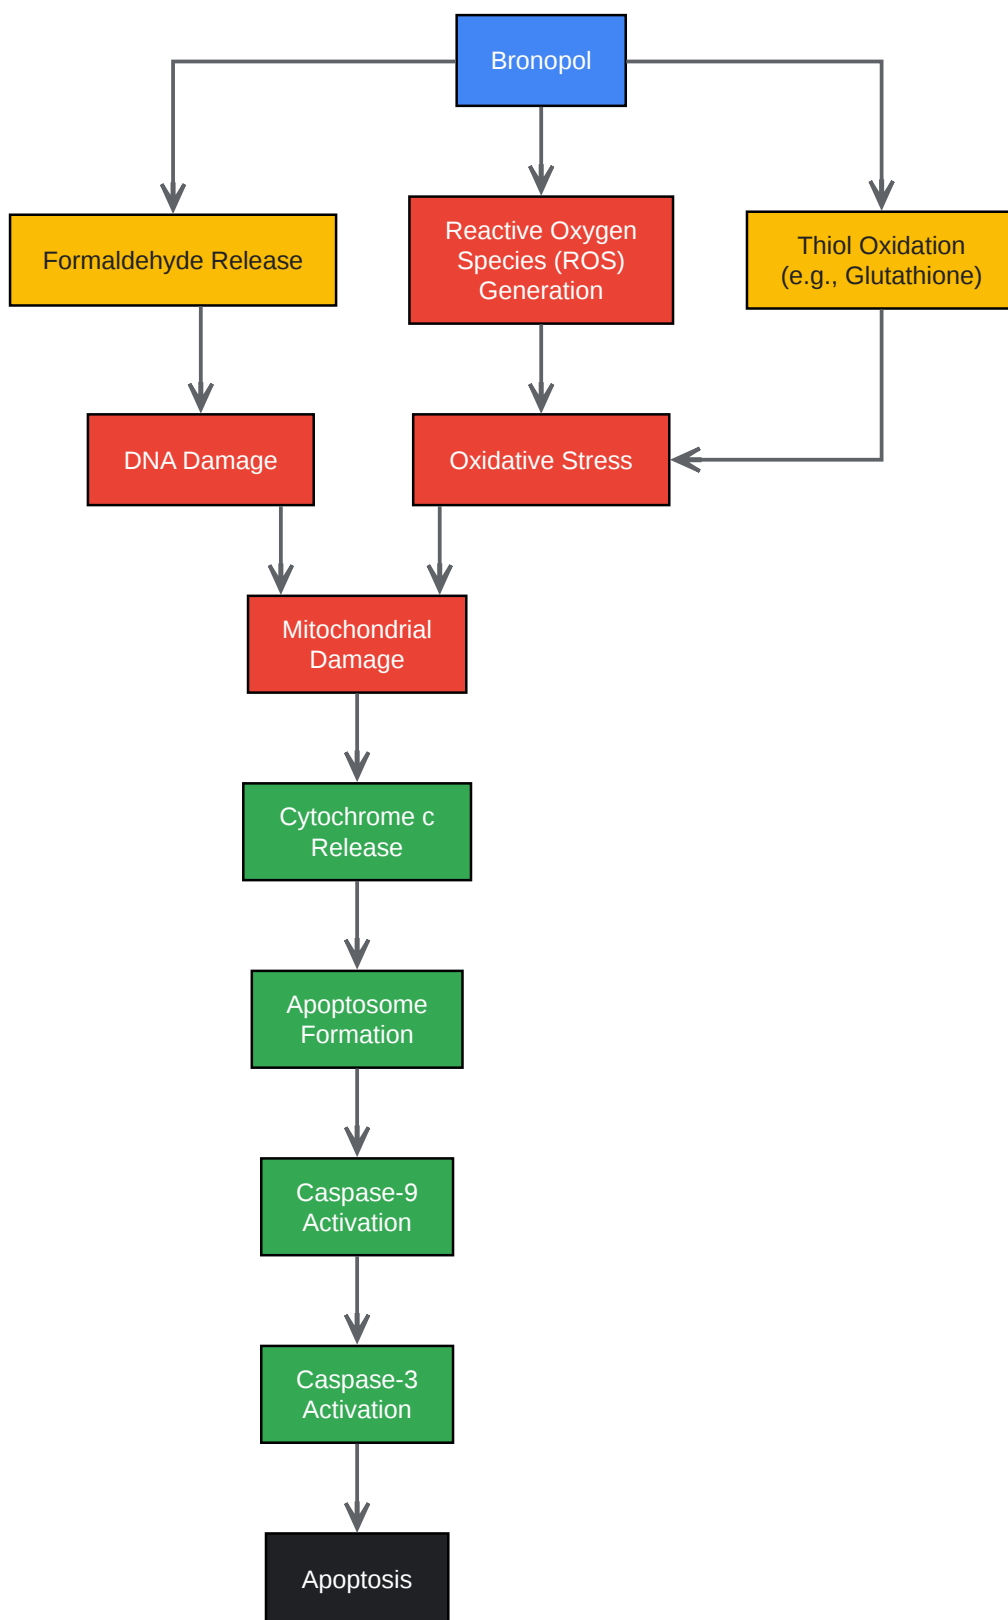 Bronopol
Formaldehyde Release
Reactive Oxygen
Species (ROS)
Generation
Thiol Oxidation
(e.g., Glutathione)
DNA Damage
Oxidative Stress
Mitochondrial
Damage
Cytochrome c
Release
Apoptosome
Formation
Caspase-9
Activation
Caspase-3
Activation
Apoptosis